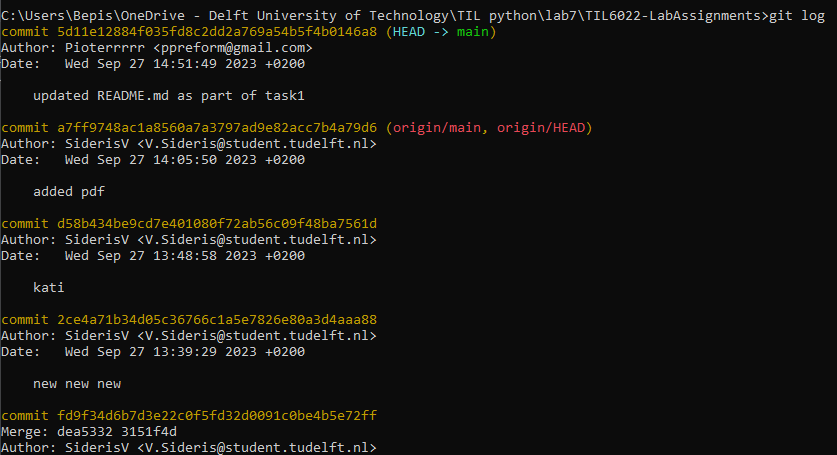 C:\Users\Bepis\OneDrive - Delft University of Technology\TIL python\lab7\TIL6022-LabAssignments>git log
commit 5d11e12884f035fd8c2dd2a769a54b5f4b0146a8 (HEAD -> main)
Author: Pioterrrrr <ppreform@gmail.com>
Date:   Wed Sep 27 14:51:49 2023 +0200
    updated README.md as part of task1
commit a7ff9748ac1a8560a7a3797ad9e82acc7b4a79d6 (origin/main, origin/HEAD)
Author: SiderisV <V.Sideris@student.tudelft.nl>
Date:   Wed Sep 27 14:05:50 2023 +0200
    added pdf
commit d58b434be9cd7e401080f72ab56c09f48ba7561d
Author: SiderisV <V.Sideris@student.tudelft.nl>
Date:   Wed Sep 27 13:48:58 2023 +0200
    kati
commit 2ce4a71b34d05c36766c1a5e7826e80a3d4aaa88
Author: SiderisV <V.Sideris@student.tudelft.nl>
Date:   Wed Sep 27 13:39:29 2023 +0200
    new new new
commit fd9f34d6b7d3e22c0f5fd32d0091c0be4b5e72ff
Merge: dea5332 3151f4d
Author: SiderisV <V.Sideris@student.tudelft.nl>